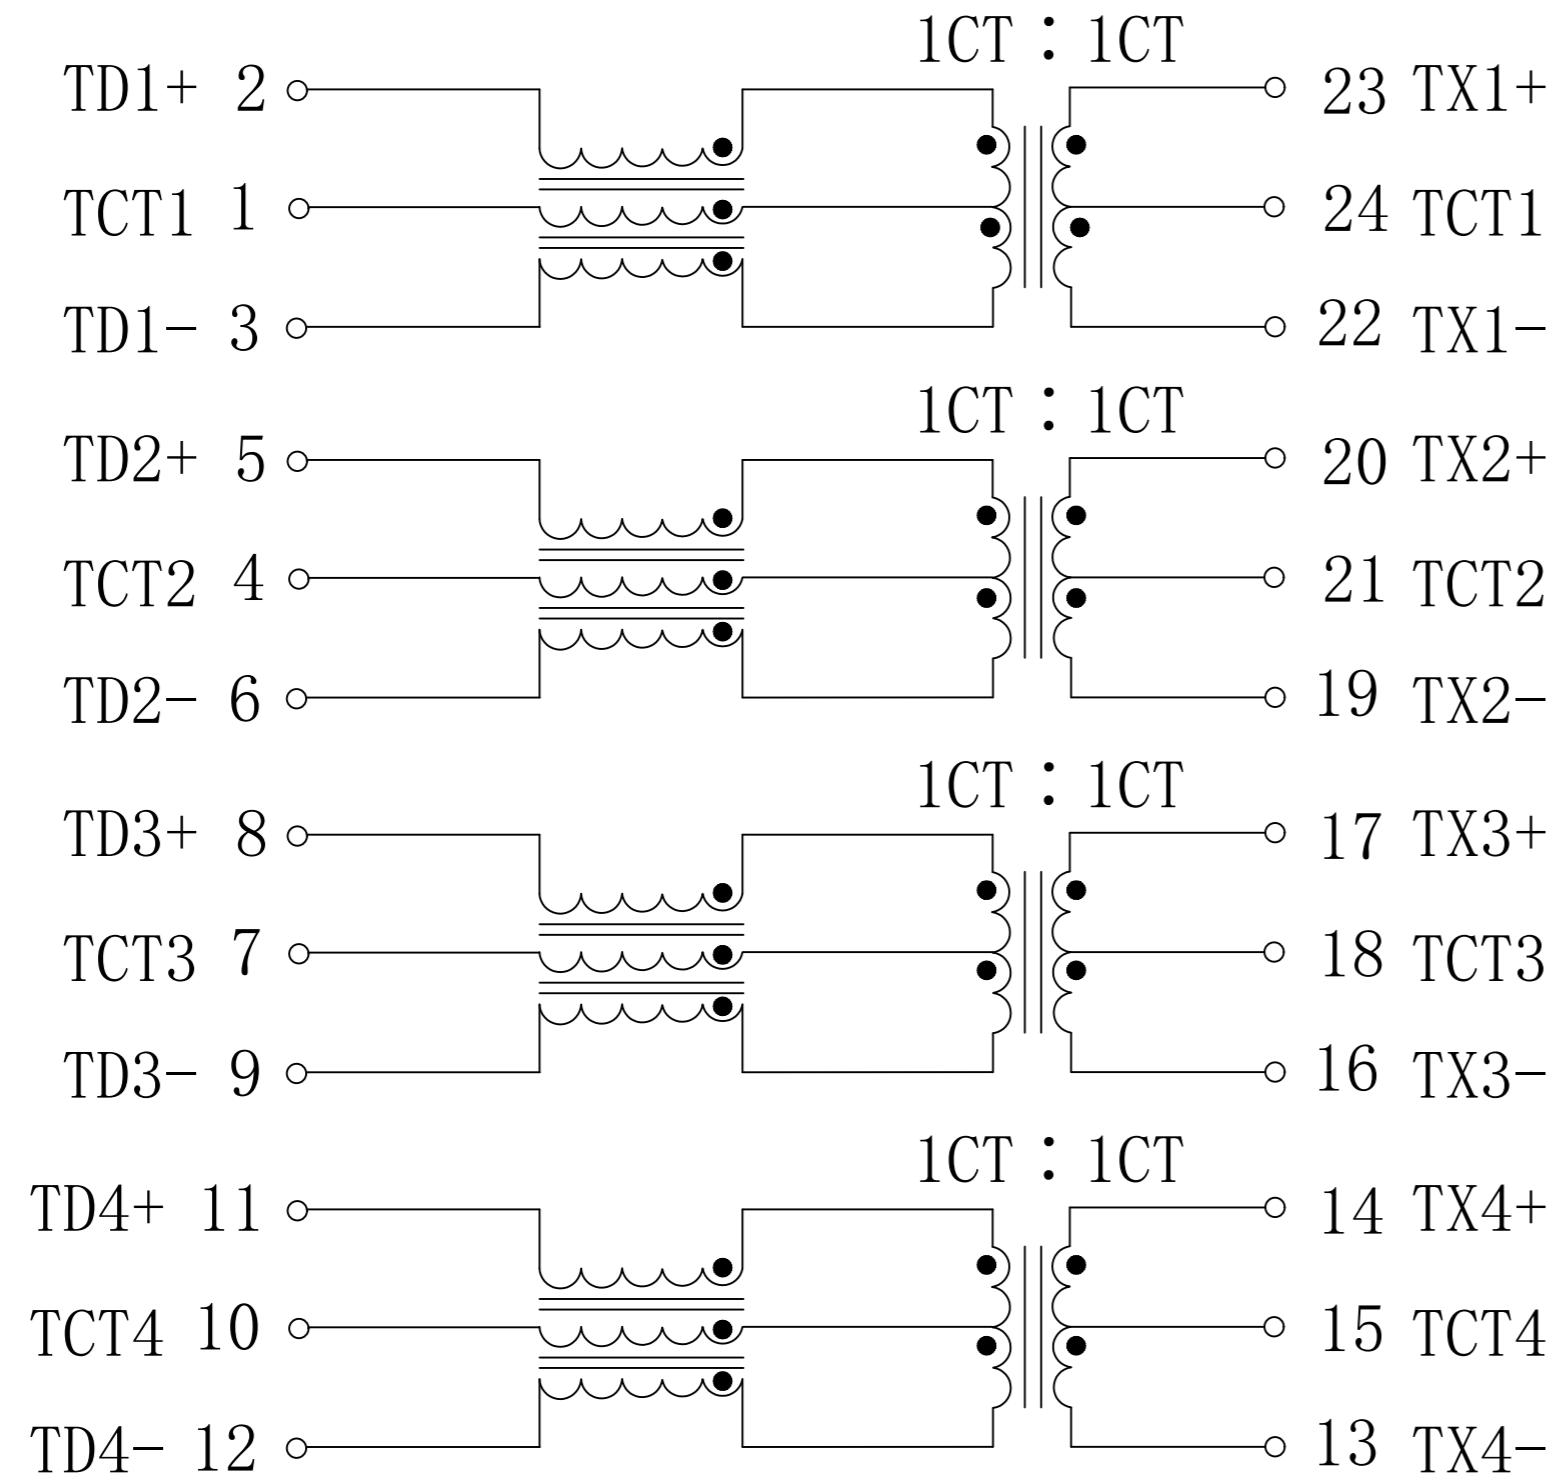 1CT : 1CT
TD1+ 2 23 TX1+
TCT1 1 24 TCT1
TD1- 3 22 TX1-
1CT : 1CT
TD2+ 5 20 TX2+
TCT2 4 21 TCT2
TD2- 6 19 TX2-
1CT : 1CT
TD3+ 8 17 TX3+
TCT3 7 18 TCT3
TD3- 9 16 TX3-
1CT : 1CT
TD4+ 11 14 TX4+
TCT4 10 15 TCT4
TD4- 12 13 TX4-